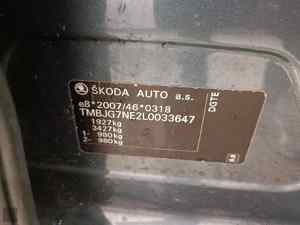 ŠKODA AUTO a.s.
e8*2007/46*0318
TMBJG7NE2L0033647
1927kg
3427kg
1- 980kg
2- 980kg
DGTE